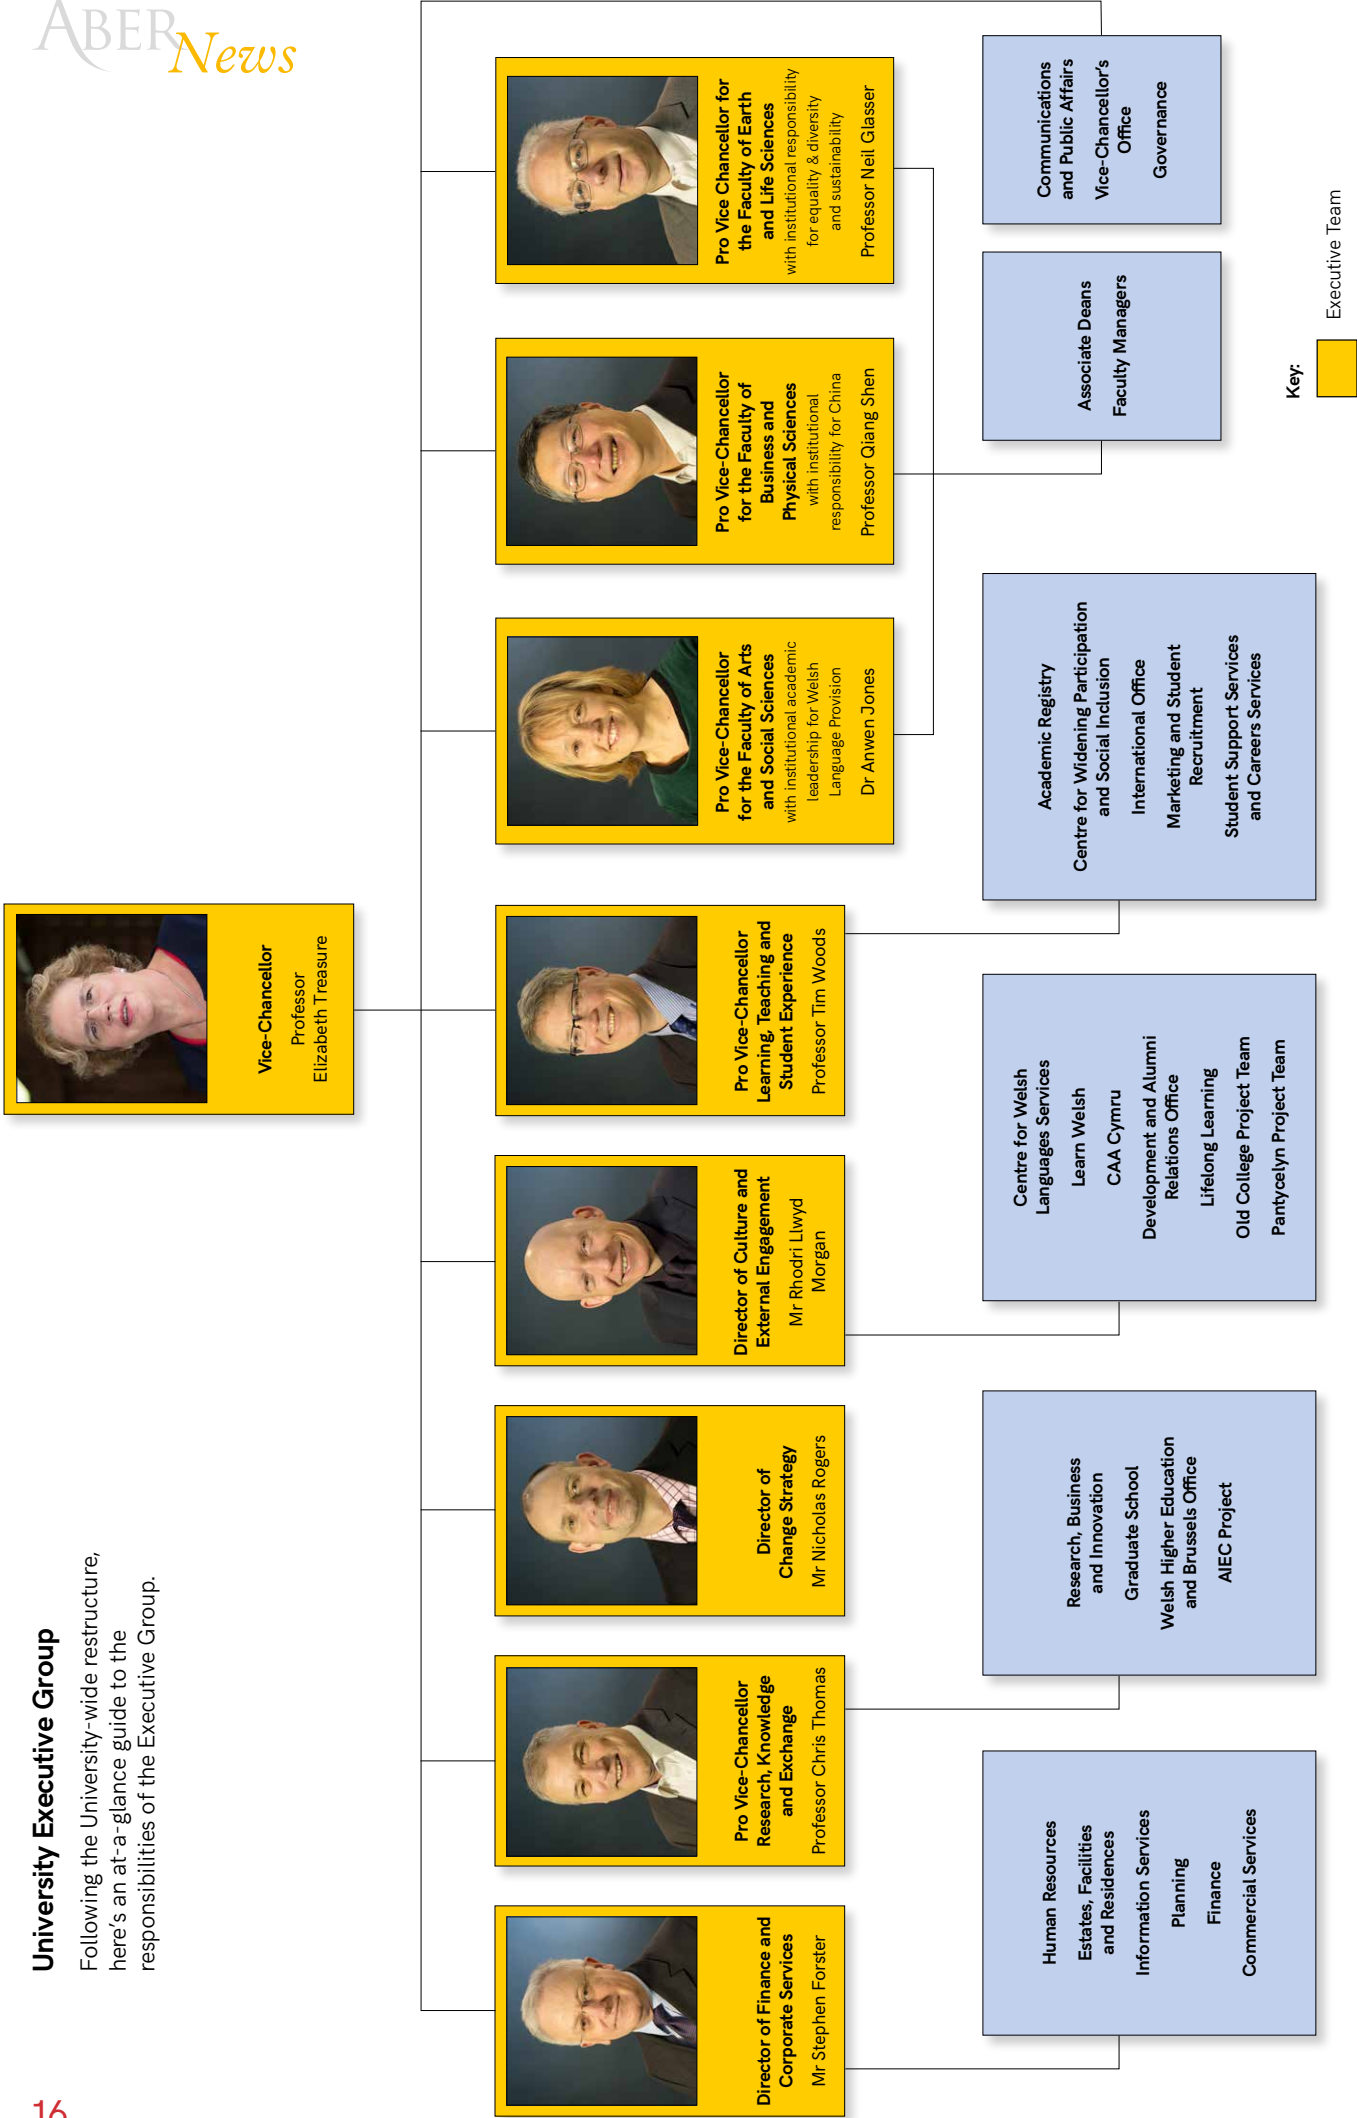 16
ABER
News
University Executive Group
Following the University-wide restructure,
here's an at-a-glance guide to the
responsibilities of the Executive Group.
Vice-Chancellor
Professor
Elizabeth Treasure
Director of Finance and
Corporate Services
Mr Stephen Forster
Pro Vice-Chancellor
Research, Knowledge
and Exchange
Professor Chris Thomas
Director of
Change Strategy
Mr Nicholas Rogers
Director of Culture and
External Engagement
Mr Rhodri Llwyd
Morgan
Pro Vice-Chancellor
Learning, Teaching and
Student Experience
Professor Tim Woods
Pro Vice-Chancellor
for the Faculty of Arts
and Social Sciences
with institutional academic
leadership for Welsh
Language Provision
Dr Anwen Jones
Pro Vice-Chancellor
for the Faculty of
Business and
Physical Sciences
with institutional
responsibility for China
Professor Qiang Shen
Pro Vice Chancellor for
the Faculty of Earth
and Life Sciences
with institutional responsibility
for equality & diversity
and sustainability
Professor Neil Glasser
Human Resources
Estates, Facilities
and Residences
Information Services
Planning
Finance
Commercial Services
Research, Business
and Innovation
Graduate School
Welsh Higher Education
and Brussels Office
AIEC Project
Centre for Welsh
Languages Services
Learn Welsh
CAA Cymru
Development and Alumni
Relations Office
Lifelong Learning
Old College Project Team
Pantycelyn Project Team
Academic Registry
Centre for Widening Participation
and Social Inclusion
International Office
Marketing and Student
Recruitment
Student Support Services
and Careers Services
Associate Deans
Faculty Managers
Communications
and Public Affairs
Vice-Chancellor's
Office
Governance
Key:
Executive Team